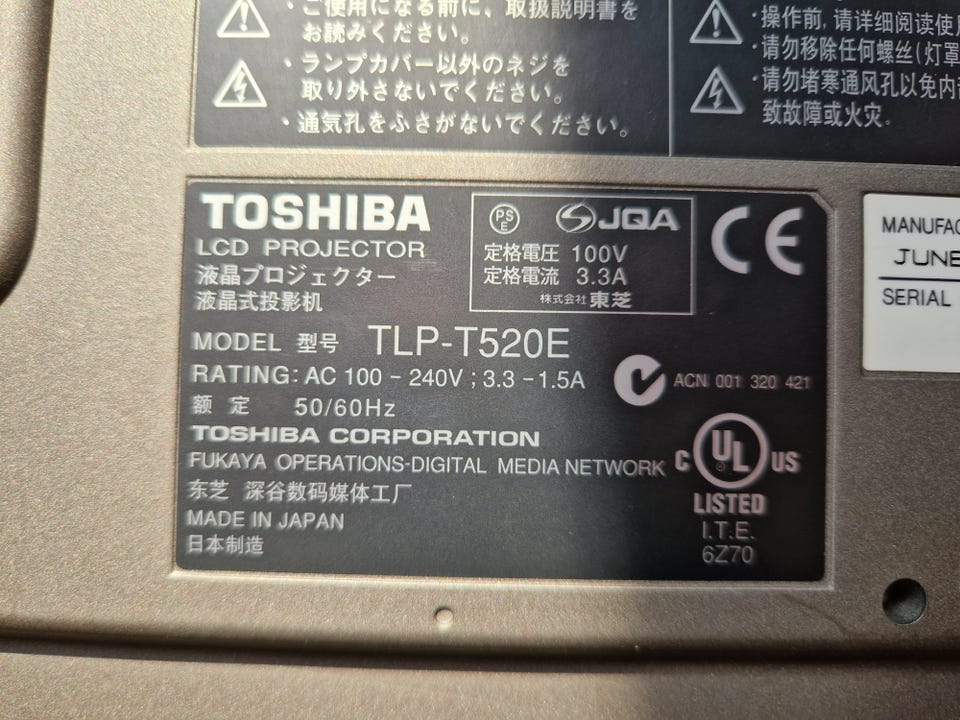 ・ご使用になる前に、取扱説明書を
お読みください。
・ランプカバー以外のネジを
取り外さないでください。
・通気孔をふさがないでください。
・操作前,请详细阅读使
・请勿移除任何螺丝(灯罩
・请勿堵塞通风孔以免内
致故障或火灾.
TOSHIBA
LCD PROJECTOR
液晶プロジェクター
液晶式投影机
PS E JQA
定格電圧 100V
定格電流 3.3A
株式会社 東芝
CE
MODEL 型号 TLP-T520E
RATING: AC 100 - 240V ; 3.3 - 1.5A
额 定 50/60Hz
ACN 001 320 421
TOSHIBA CORPORATION
FUKAYA OPERATIONS-DIGITAL MEDIA NETWORK
东芝 深谷数码媒体工厂
MADE IN JAPAN
日本制造
C UL US
LISTED
I.T.E.
6Z70
MANUFAC
JUNE
SERIAL